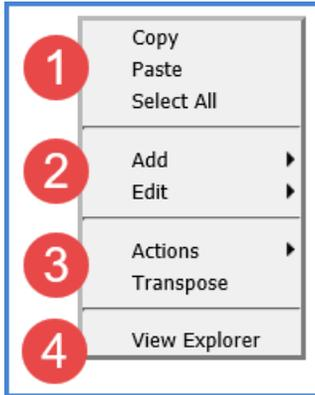 1
Copy
Paste
Select All
2
Add
Edit
3
Actions
Transpose
4
View Explorer